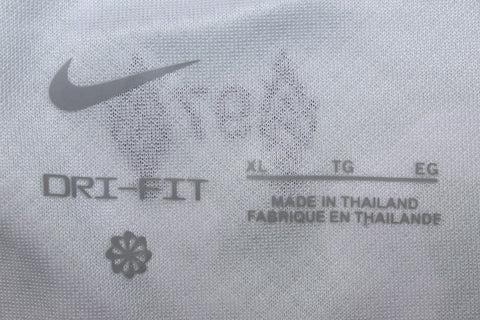 DRI-FIT
XL TG EG
MADE IN THAILAND
FABRIQUE EN THAILANDE